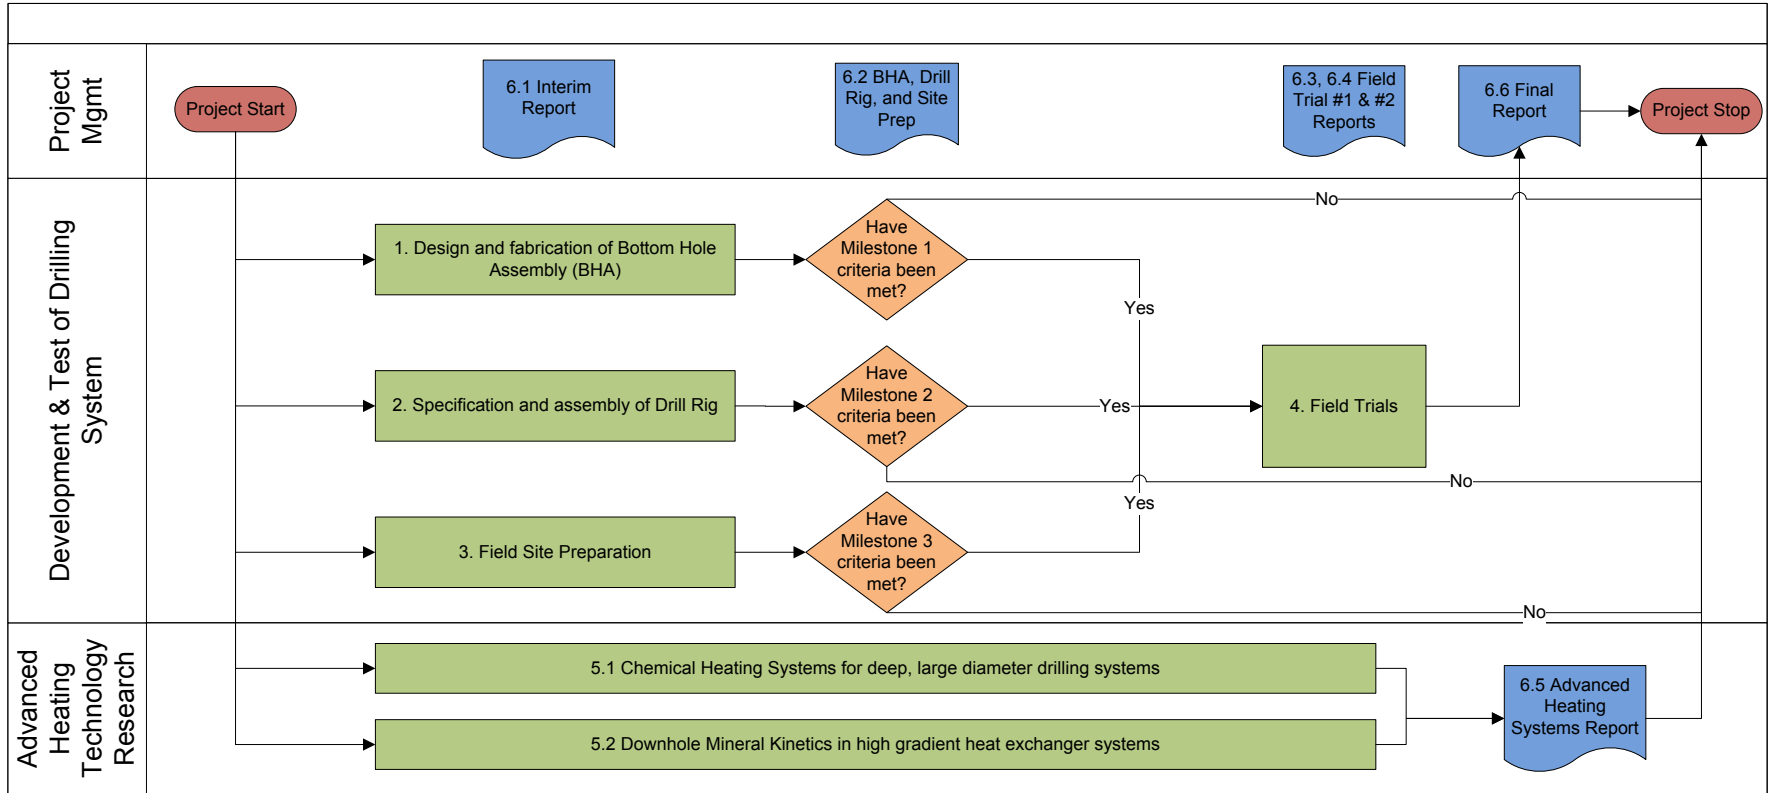 Project
Mgmt
Project Start
6.1 Interim
Report
6.2 BHA, Drill
Rig, and Site
Prep
6.3, 6.4 Field
Trial #1 & #2
Reports
6.6 Final
Report
Project Stop
Development & Test of Drilling
System
1. Design and fabrication of Bottom Hole
Assembly (BHA)
Have
Milestone 1
criteria been
met?
No
Yes
2. Specification and assembly of Drill Rig
Have
Milestone 2
criteria been
met?
Yes
4. Field Trials
No
Yes
3. Field Site Preparation
Have
Milestone 3
criteria been
met?
No
Advanced
Heating
Technology
Research
5.1 Chemical Heating Systems for deep, large diameter drilling systems
5.2 Downhole Mineral Kinetics in high gradient heat exchanger systems
6.5 Advanced
Heating
Systems Report